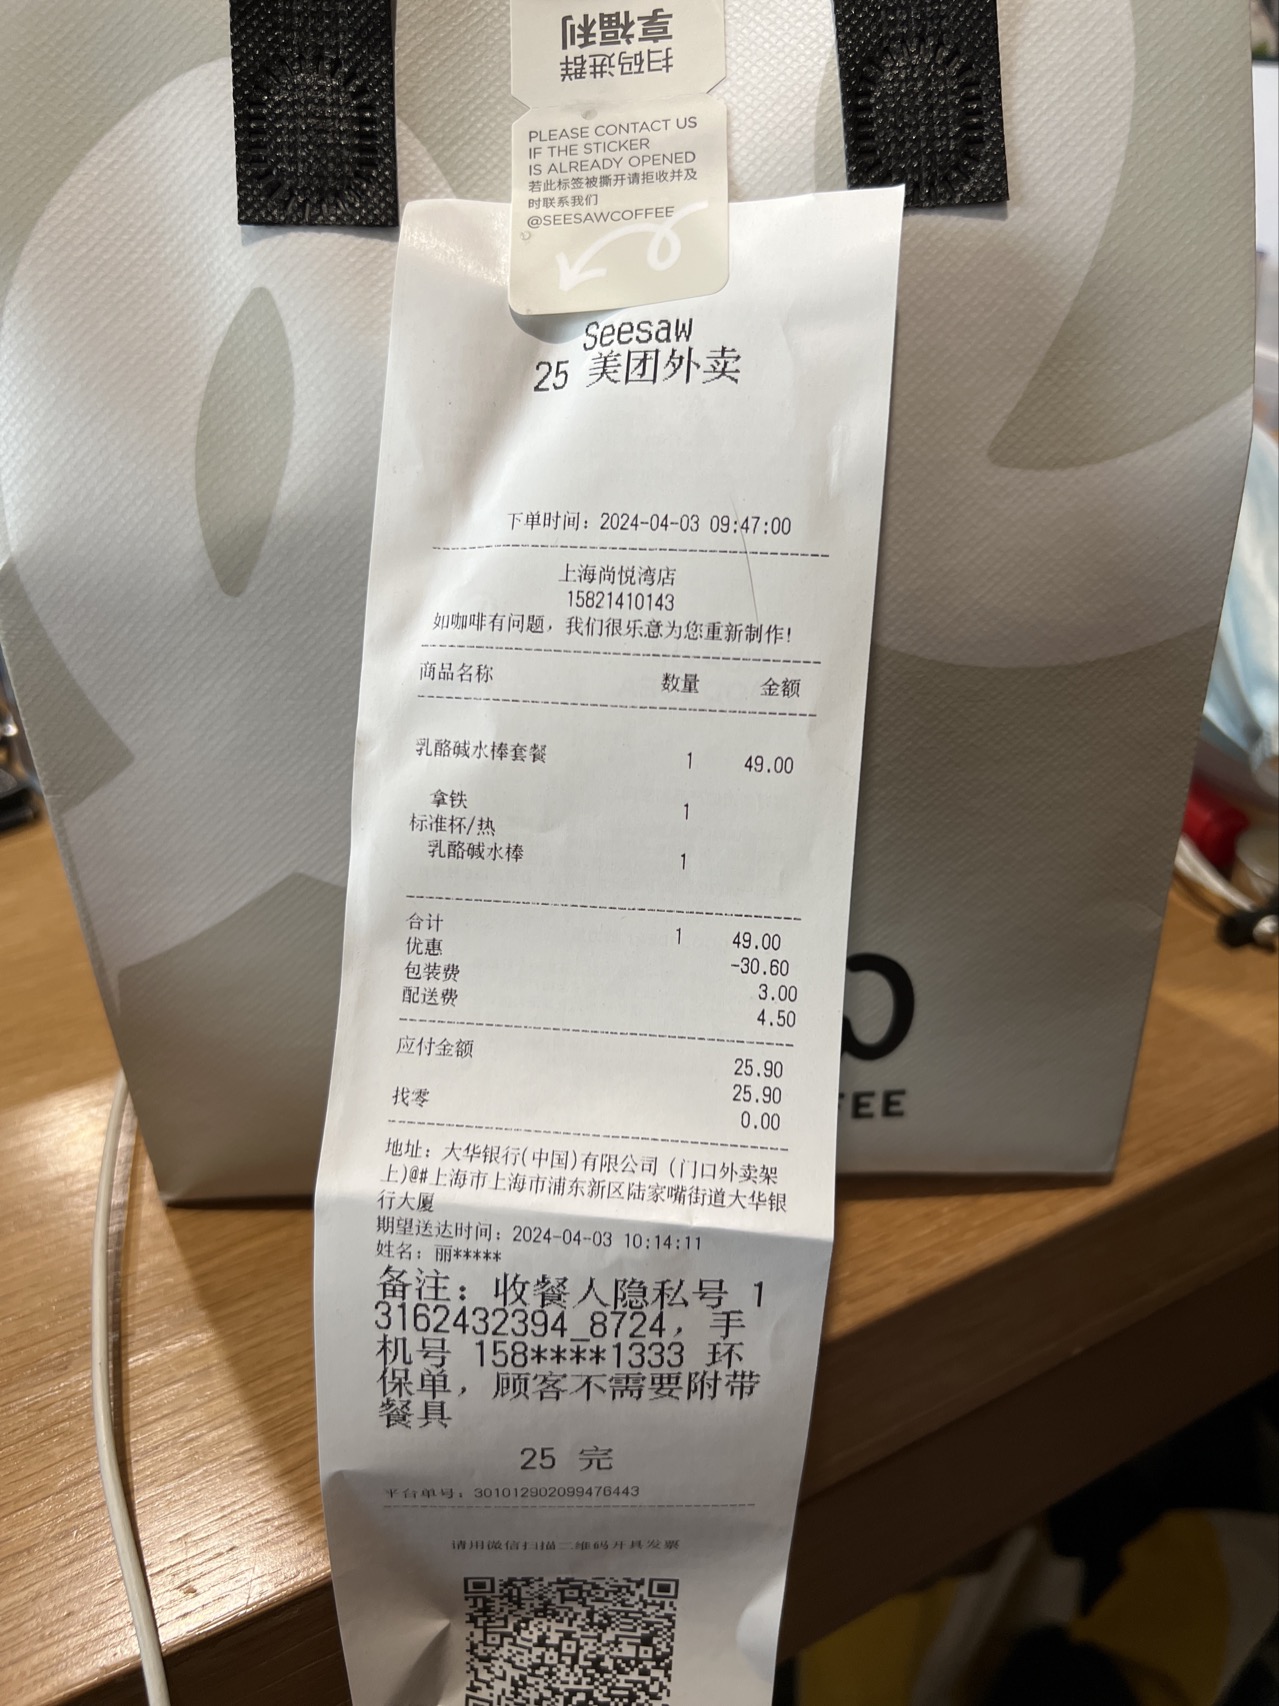 享福利
扫码进群
PLEASE CONTACT US
IF THE STICKER
IS ALREADY OPENED
若此标签被撕开请拒收并及
时联系我们
@SEESAWCOFFEE
Seesaw
25 美团外卖
下单时间：2024-04-03 09:47:00
上海尚悦湾店
15821410143
如咖啡有问题，我们很乐意为您重新制作！
商品名称 数量 金额
乳酪碱水棒套餐 1 49.00
拿铁 1
标准杯/热
乳酪碱水棒 1
合计 1 49.00
优惠 -30.60
包装费 3.00
配送费 4.50
应付金额 25.90
25.90
找零 0.00
地址：大华银行(中国)有限公司 (门口外卖架
上)@#上海市上海市浦东新区陆家嘴街道大华银
行大厦
期望送达时间：2024-04-03 10:14:11
姓名：丽*****
备注：收餐人隐私号 1
3162432394_8724，手
机号 158****1333 环
保单，顾客不需要附带
餐具
25 完
平台单号：301012902099476443
请用微信扫描二维码开具发票
FEE